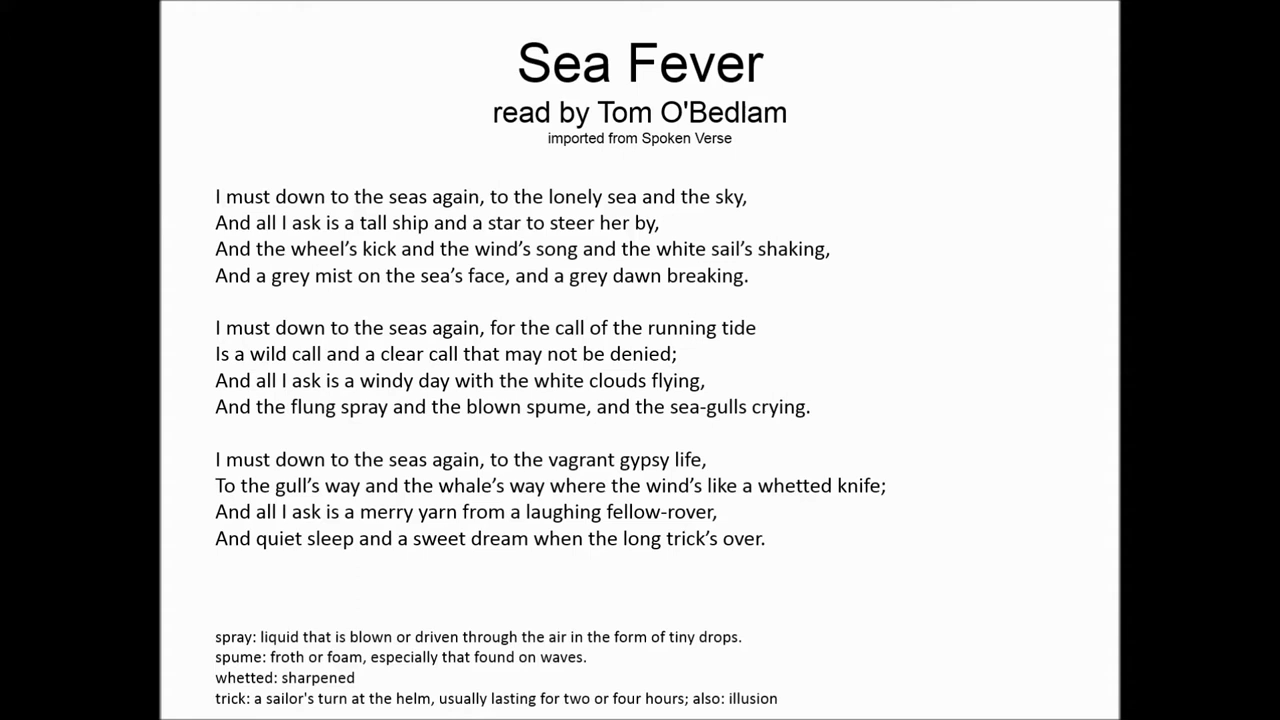 Sea Fever
read by Tom O'Bedlam
imported from Spoken Verse
I must down to the seas again, to the lonely sea and the sky,
And all I ask is a tall ship and a star to steer her by,
And the wheel’s kick and the wind’s song and the white sail’s shaking,
And a grey mist on the sea’s face, and a grey dawn breaking.
I must down to the seas again, for the call of the running tide
Is a wild call and a clear call that may not be denied;
And all I ask is a windy day with the white clouds flying,
And the flung spray and the blown spume, and the sea-gulls crying.
I must down to the seas again, to the vagrant gypsy life,
To the gull’s way and the whale’s way where the wind’s like a whetted knife;
And all I ask is a merry yarn from a laughing fellow-rover,
And quiet sleep and a sweet dream when the long trick’s over.
spray: liquid that is blown or driven through the air in the form of tiny drops.
spume: froth or foam, especially that found on waves.
whetted: sharpened
trick: a sailor's turn at the helm, usually lasting for two or four hours; also: illusion